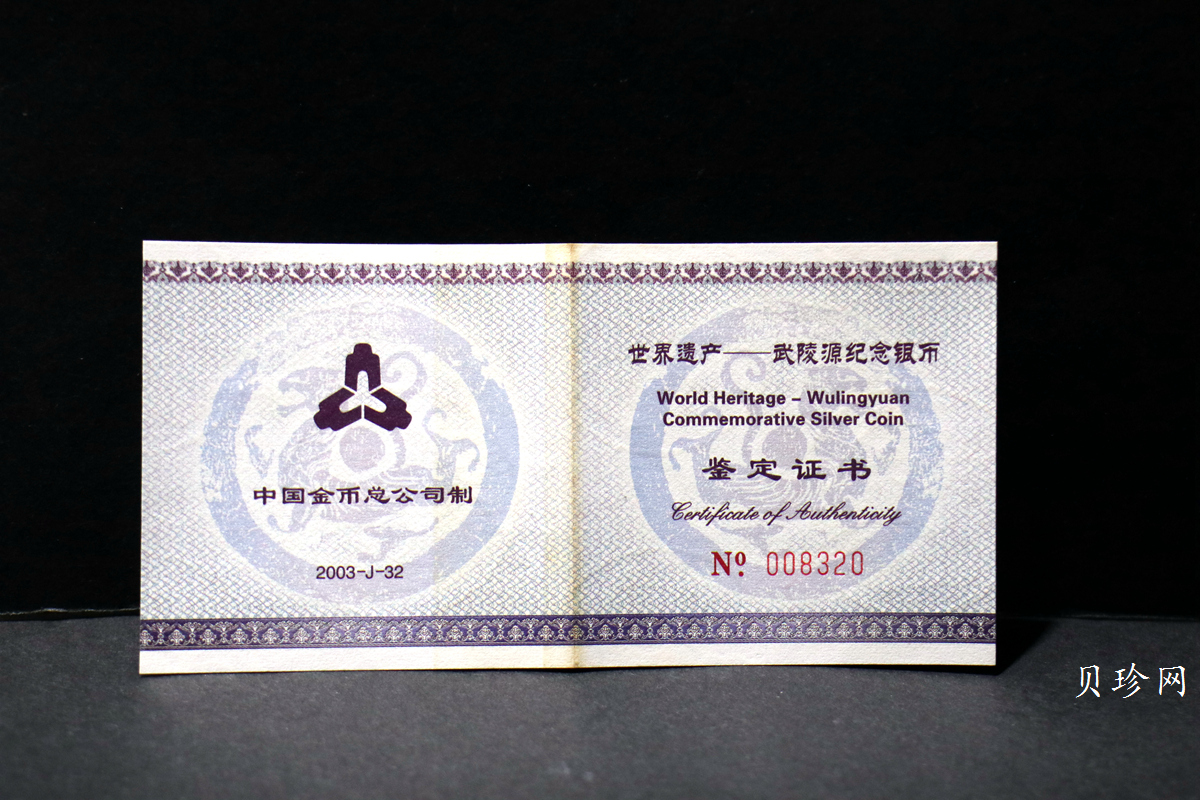 中国金币总公司制
2003-J-32
世界遗产——武陵源纪念银币
World Heritage – Wulingyuan
Commemorative Silver Coin
鉴定证书
Certificate of Authenticity
Nº. 008320
贝珍网